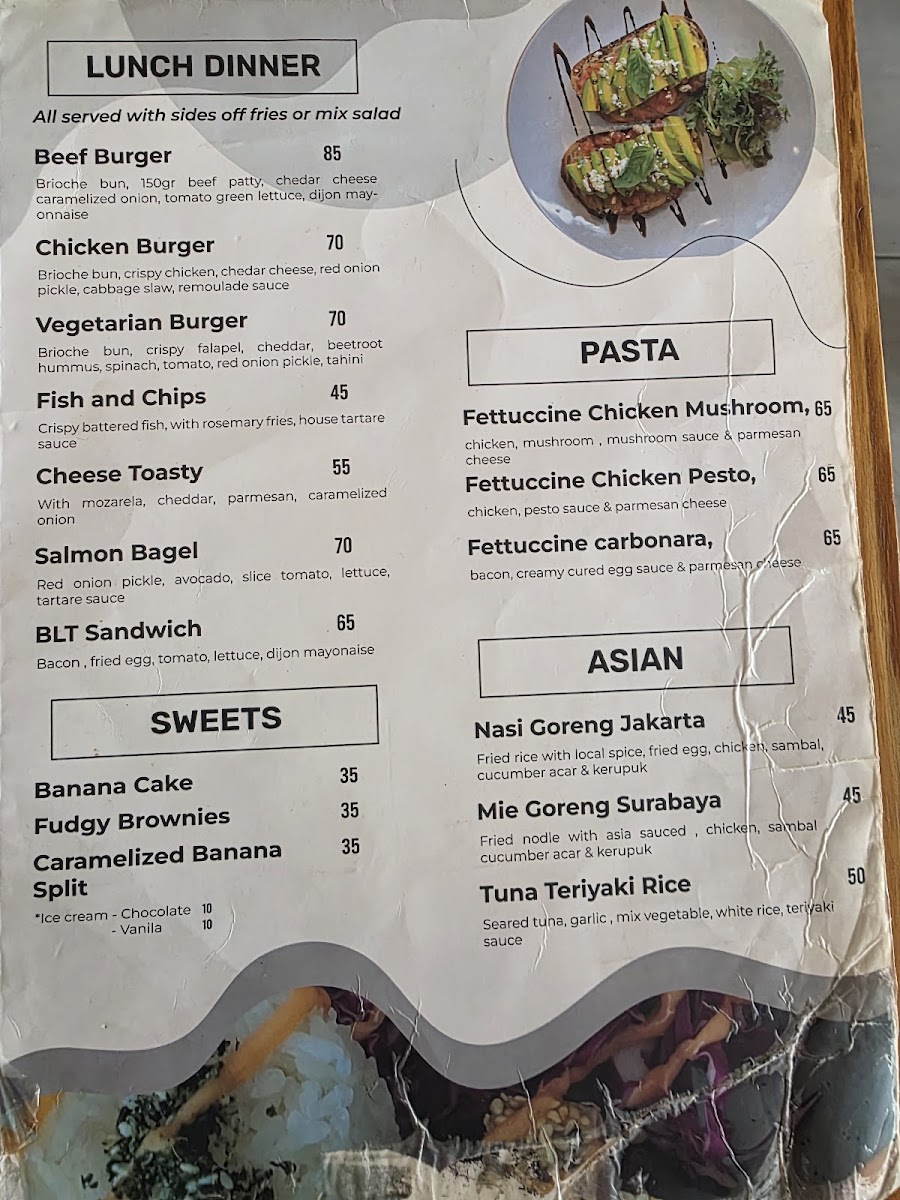 LUNCH DINNER
All served with sides off fries or mix salad
Beef Burger 85
Brioche bun, 150gr beef patty, chedar cheese
caramelized onion, tomato green lettuce, dijon may-
onnaise
Chicken Burger 70
Brioche bun, crispy chicken, chedar cheese, red onion
pickle, cabbage slaw, remoulade sauce
Vegetarian Burger 70
Brioche bun, crispy falapel, cheddar, beetroot
hummus, spinach, tomato, red onion pickle, tahini
Fish and Chips 45
Crispy battered fish, with rosemary fries, house tartare
sauce
Cheese Toasty 55
With mozarela, cheddar, parmesan, caramelized
onion
Salmon Bagel 70
Red onion pickle, avocado, slice tomato, lettuce,
tartare sauce
BLT Sandwich 65
Bacon , fried egg, tomato, lettuce, dijon mayonaise
SWEETS
Banana Cake 35
Fudgy Brownies 35
Caramelized Banana 35
Split
*Ice cream - Chocolate 10
- Vanila 10
PASTA
Fettuccine Chicken Mushroom, 65
chicken, mushroom , mushroom sauce & parmesan
cheese
Fettuccine Chicken Pesto, 65
chicken, pesto sauce & parmesan cheese
Fettuccine carbonara, 65
bacon, creamy cured egg sauce & parmesan cheese
ASIAN
Nasi Goreng Jakarta 45
Fried rice with local spice, fried egg, chicken, sambal,
cucumber acar & kerupuk
Mie Goreng Surabaya 45
Fried nodle with asia sauced , chicken, sambal
cucumber acar & kerupuk
Tuna Teriyaki Rice 50
Seared tuna, garlic , mix vegetable, white rice, teriyaki
sauce